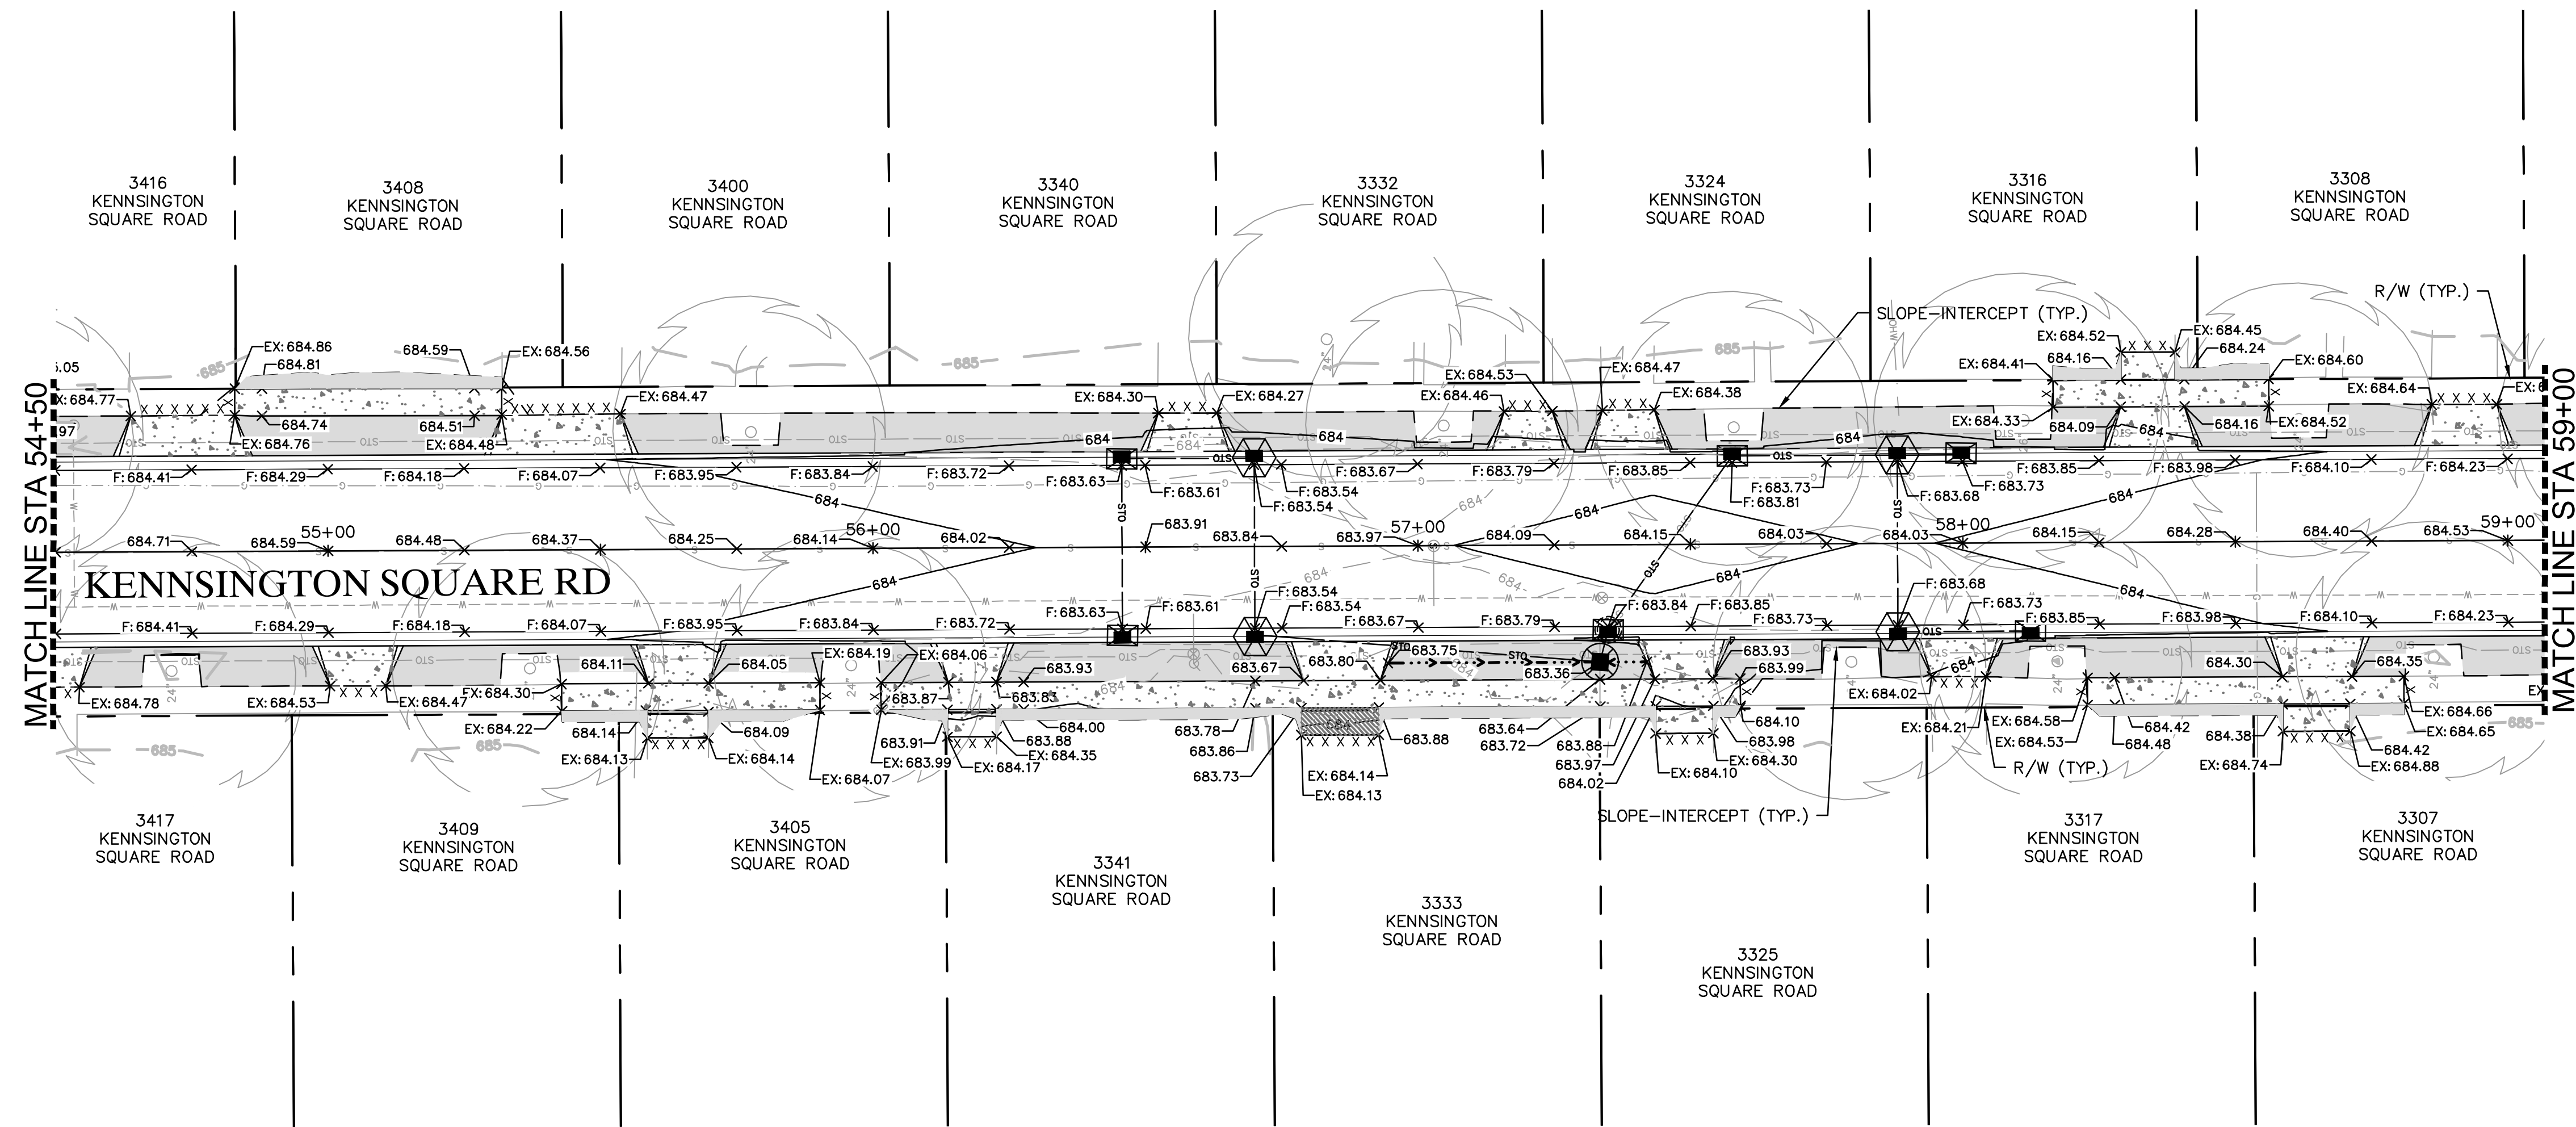 3416
KENNSINGTON
SQUARE ROAD
3408
KENNSINGTON
SQUARE ROAD
3400
KENNSINGTON
SQUARE ROAD
3340
KENNSINGTON
SQUARE ROAD
3332
KENNSINGTON
SQUARE ROAD
3324
KENNSINGTON
SQUARE ROAD
3316
KENNSINGTON
SQUARE ROAD
3308
KENNSINGTON
SQUARE ROAD
R/W (TYP.)
SLOPE-INTERCEPT (TYP.)
EX: 684.86
684.81
684.59
EX: 684.56
EX: 684.47
EX: 684.30
EX: 684.27
EX: 684.53
EX: 684.46
EX: 684.47
EX: 684.38
EX: 684.52
EX: 684.45
684.24
684.16
EX: 684.41
EX: 684.60
EX: 684.64
685
685
685
684.74
EX: 684.76
684.51
EX: 684.48
EX: 684.33
684.09
684
684.16
EX: 684.52
684
684
684
F: 684.41
F: 684.29
F: 684.18
F: 684.07
F: 683.95
F: 683.84
F: 683.72
F: 683.63
F: 683.61
F: 683.54
F: 683.54
F: 683.67
F: 683.79
F: 683.85
F: 683.81
F: 683.73
F: 683.68
F: 683.73
F: 683.85
F: 683.98
F: 684.10
F: 684.23
684
684
684
684
684.71
684.59
55+00
684.48
684.37
684.25
684.14
56+00
684.02
683.91
683.84
683.97
57+00
684.09
684.15
684.03
684.03
58+00
684.15
684.28
684.40
684.53
59+00
MATCH LINE STA 54+50
MATCH LINE STA 59+00
KENNSINGTON SQUARE RD
684
684
684
684
684
STO
STO
STO
STO
F: 684.41
F: 684.29
F: 684.18
F: 684.07
F: 683.95
F: 683.84
F: 683.72
F: 683.63
F: 683.61
F: 683.54
F: 683.54
F: 683.67
F: 683.79
F: 683.84
F: 683.85
F: 683.73
F: 683.68
F: 683.73
F: 683.85
F: 683.98
F: 684.10
F: 684.23
EX: 684.78
EX: 684.53
EX: 684.47
EX: 684.30
EX: 684.22
684.11
684.05
EX: 684.19
EX: 684.06
683.87
683.93
683.83
684.00
683.67
683.80
683.75
683.36
683.93
683.99
EX: 684.02
684
684.30
684.35
684.14
684.09
EX: 684.13
EX: 684.14
EX: 684.07
683.91
EX: 683.99
683.88
EX: 684.35
EX: 684.17
683.78
683.86
683.73
EX: 684.14
EX: 684.13
683.88
683.64
683.72
683.88
683.97
684.02
684.10
683.98
EX: 684.30
EX: 684.10
EX: 684.21
EX: 684.58
EX: 684.53
684.42
684.48
684.38
EX: 684.74
684.42
EX: 684.88
EX: 684.66
EX: 684.65
685
685
R/W (TYP.)
SLOPE-INTERCEPT (TYP.)
3417
KENNSINGTON
SQUARE ROAD
3409
KENNSINGTON
SQUARE ROAD
3405
KENNSINGTON
SQUARE ROAD
3341
KENNSINGTON
SQUARE ROAD
3333
KENNSINGTON
SQUARE ROAD
3325
KENNSINGTON
SQUARE ROAD
3317
KENNSINGTON
SQUARE ROAD
3307
KENNSINGTON
SQUARE ROAD